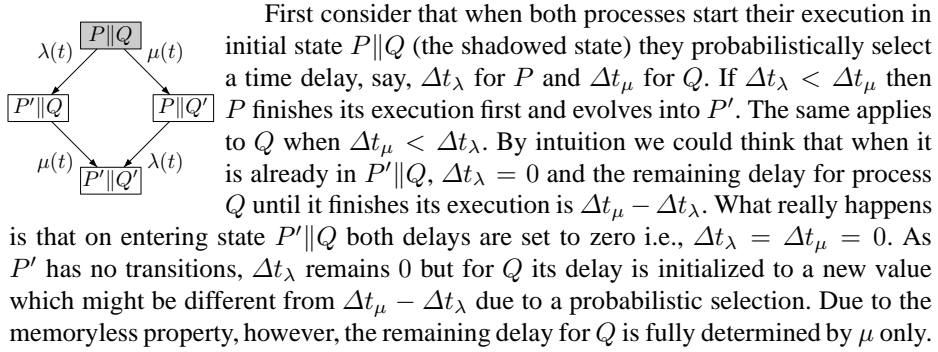 P∥Q
λ(t) μ(t)
P′∥Q P∥Q′
μ(t) λ(t)
P′∥Q′
First consider that when both processes start their execution in
initial state P∥Q (the shadowed state) they probabilistically select
a time delay, say, Δt_λ for P and Δt_μ for Q. If Δt_λ < Δt_μ then
P finishes its execution first and evolves into P′. The same applies
to Q when Δt_μ < Δt_λ. By intuition we could think that when it
is already in P′∥Q, Δt_λ = 0 and the remaining delay for process
Q until it finishes its execution is Δt_μ − Δt_λ. What really happens
is that on entering state P′∥Q both delays are set to zero i.e., Δt_λ = Δt_μ = 0. As
P′ has no transitions, Δt_λ remains 0 but for Q its delay is initialized to a new value
which might be different from Δt_μ − Δt_λ due to a probabilistic selection. Due to the
memoryless property, however, the remaining delay for Q is fully determined by μ only.